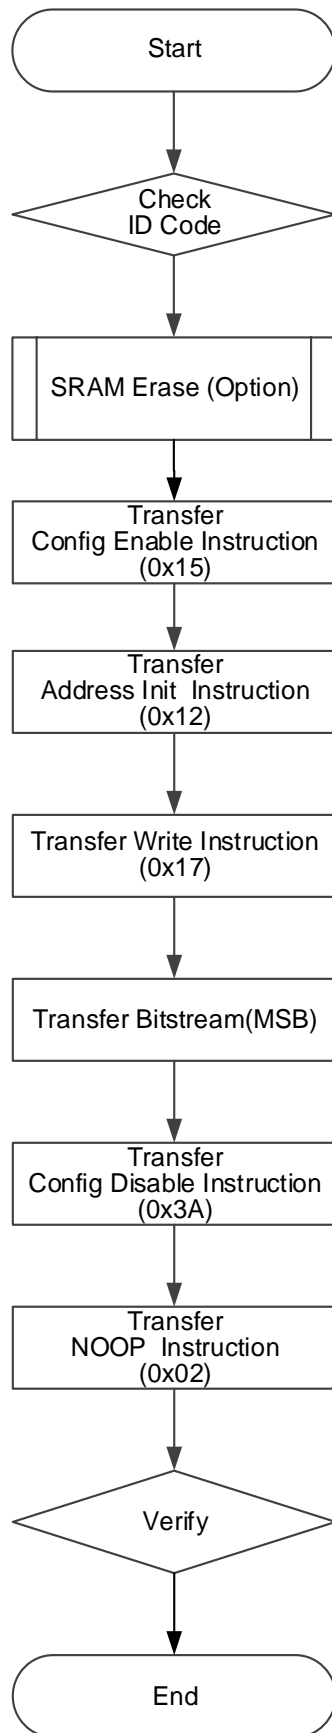 Start
Check
ID Code
SRAM Erase (Option)
Transfer
Config Enable Instruction
(0x15)
Transfer
Address Init  Instruction
(0x12)
Transfer Write Instruction
(0x17)
Transfer Bitstream(MSB)
Transfer
Config Disable Instruction
(0x3A)
Transfer
NOOP  Instruction
(0x02)
Verify
End